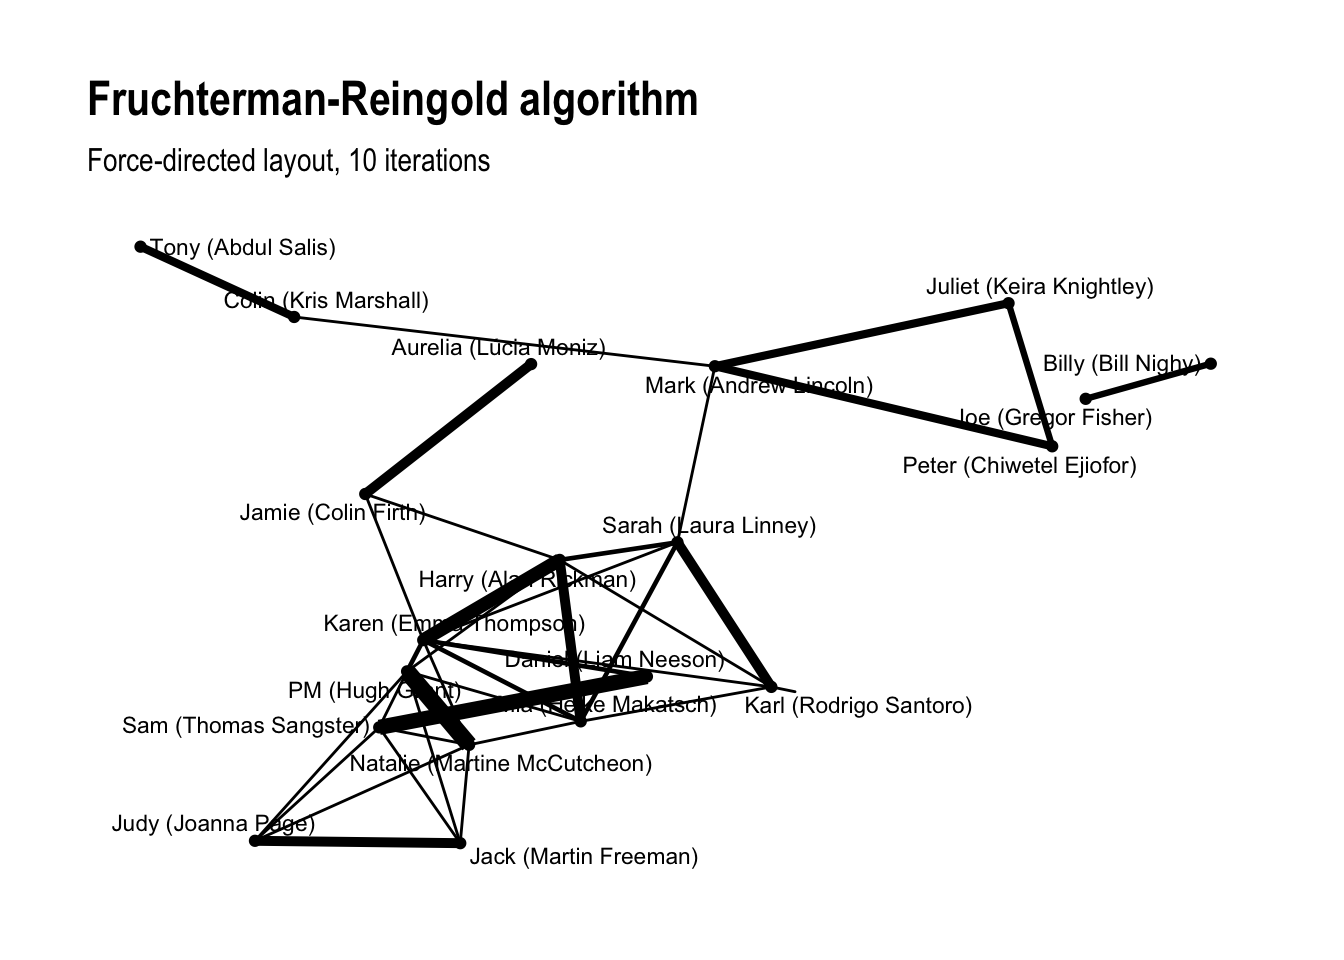 Fruchterman-Reingold algorithm
Force-directed layout, 10 iterations
Tony (Abdul Salis)
Juliet (Keira Knightley)
Colin (Kris Marshall)
Aurelia (Lúcia Moniz)
Billy (Bill Nighy)
Mark (Andrew Lincoln)
Joe (Gregor Fisher)
Peter (Chiwetel Ejiofor)
Jamie (Colin Firth)
Sarah (Laura Linney)
Harry (Alan Rickman)
Karen (Emma Thompson)
Daniel (Liam Neeson)
PM (Hugh Grant)
Mia (Heike Makatsch)
Karl (Rodrigo Santoro)
Sam (Thomas Sangster)
Natalie (Martine McCutcheon)
Judy (Joanna Page)
Jack (Martin Freeman)